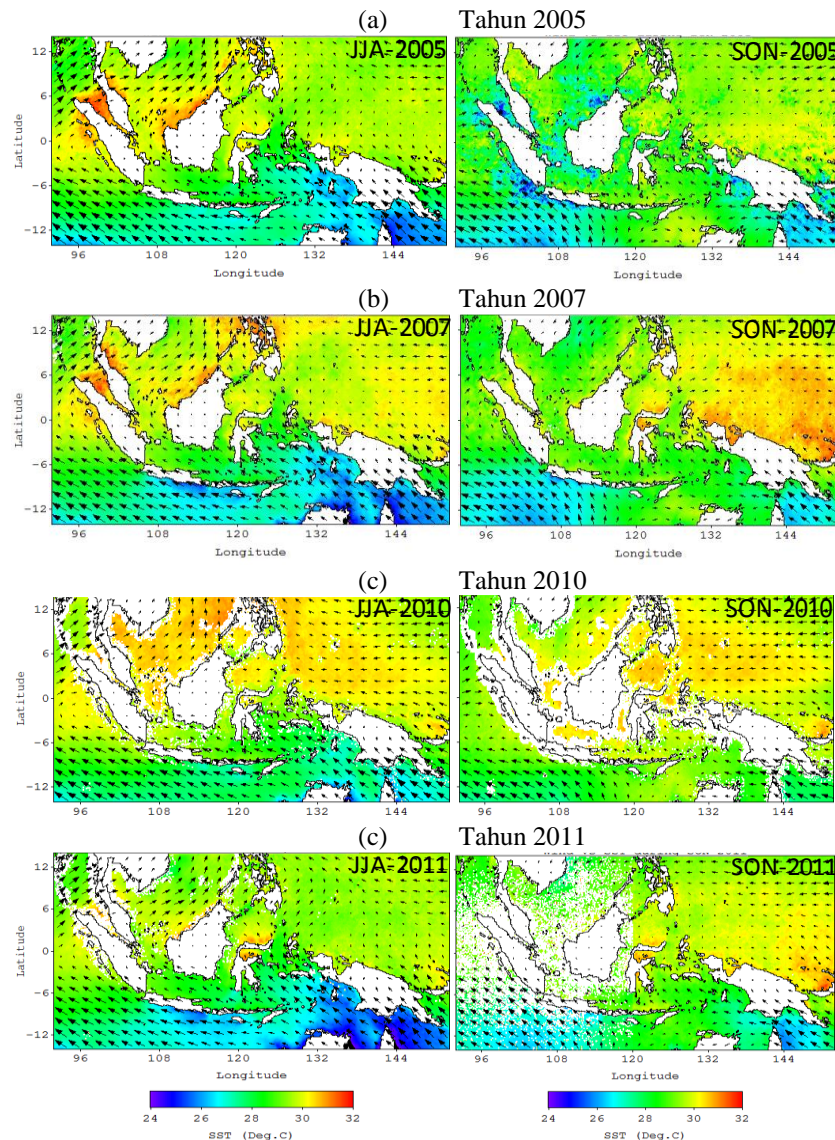 (a) Tahun 2005
JJA-2005 SON-2005
12
6
0
−6
−12
Latitude
96 108 120 132 144 96 108 120 132 144
Longitude Longitude
(b) Tahun 2007
JJA-2007 SON-2007
12
6
0
−6
−12
Latitude
96 108 120 132 144 96 108 120 132 144
Longitude Longitude
(c) Tahun 2010
JJA-2010 SON-2010
12
6
0
−6
−12
Latitude
96 108 120 132 144 96 108 120 132 144
Longitude Longitude
(c) Tahun 2011
JJA-2011 SON-2011
12
6
0
−6
−12
Latitude
96 108 120 132 144 96 108 120 132 144
Longitude Longitude
24 26 28 30 32 24 26 28 30 32
SST (Deg.C) SST (Deg.C)